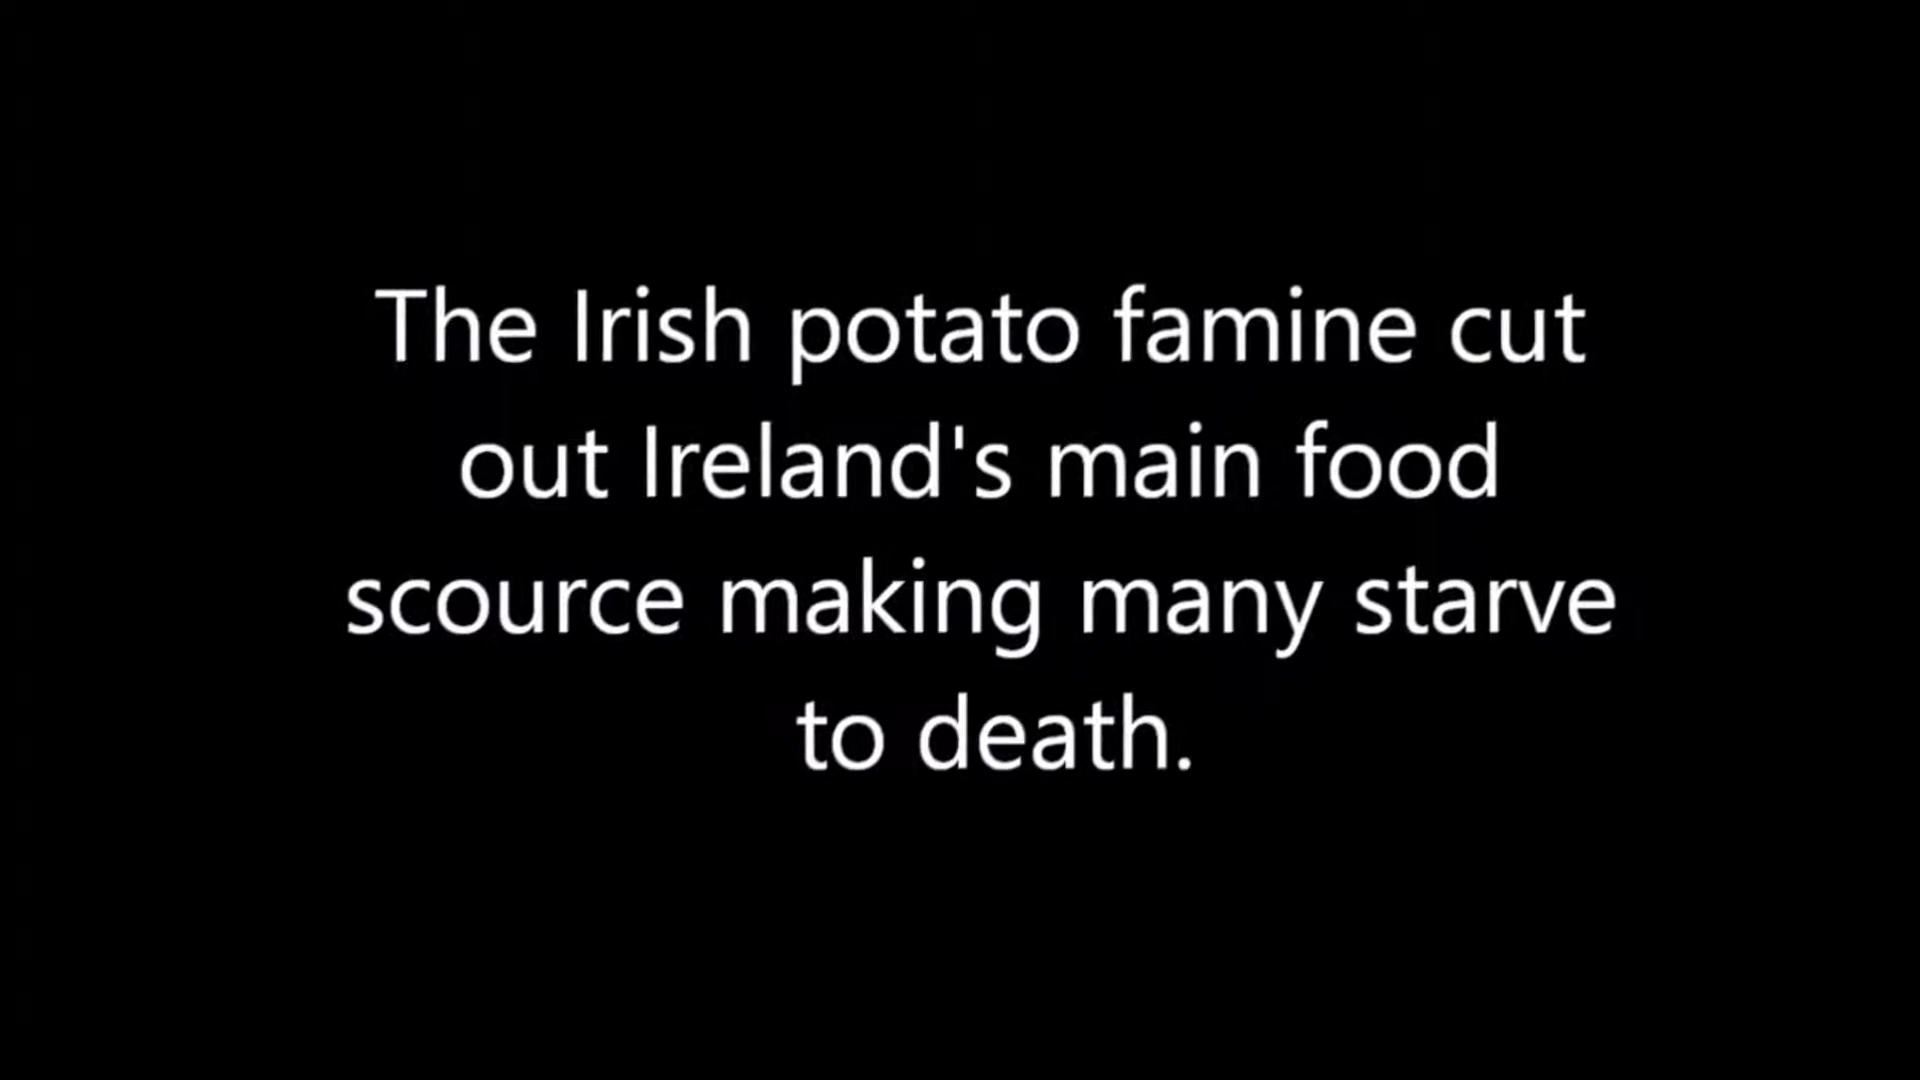 The Irish potato famine cut
out Ireland's main food
scource making many starve
to death.